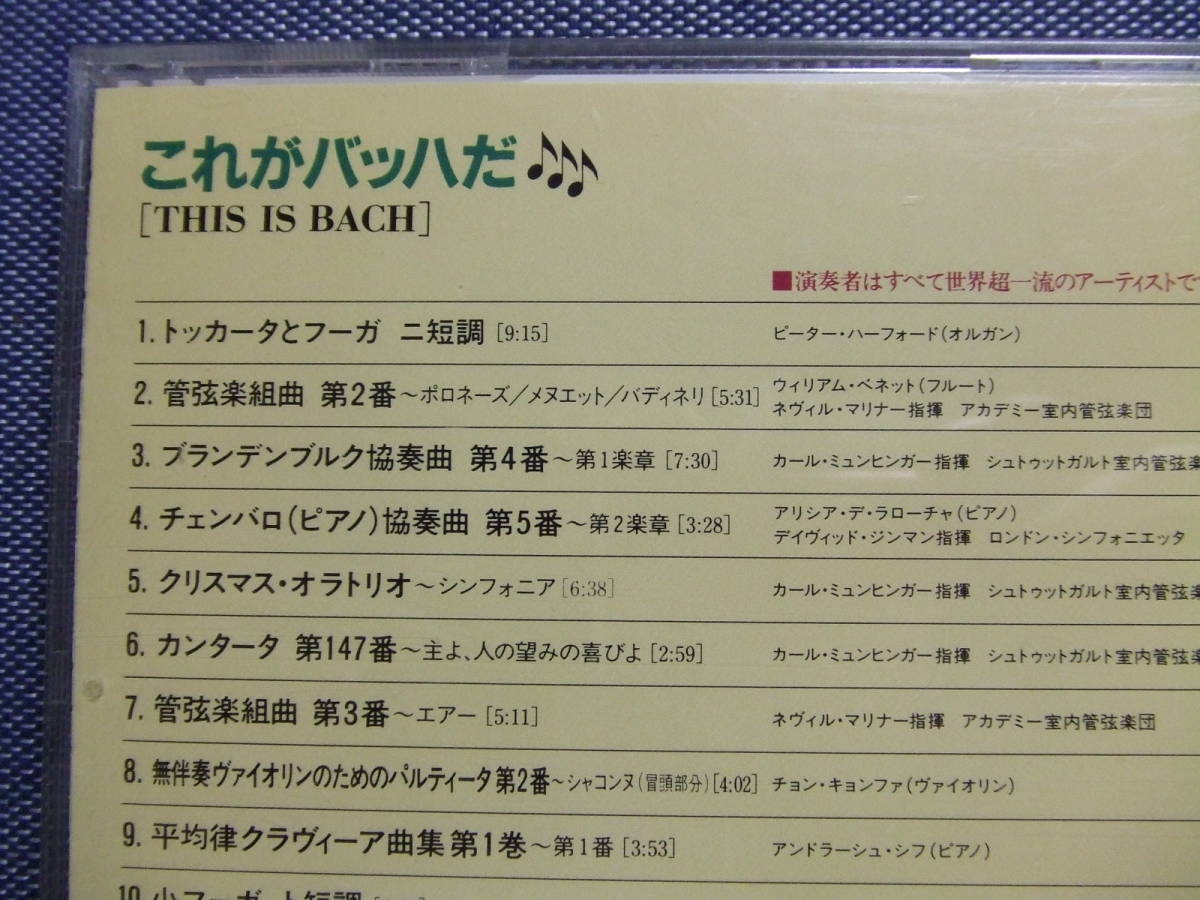 これがバッハだ
[THIS IS BACH]
■演奏者はすべて世界超一流のアーティストで
1. トッカータとフーガ ニ短調 [9:15] ピーター・ハーフォード(オルガン)
2. 管弦楽組曲 第2番～ポロネーズ／メヌエット／バディネリ [5:31] ウィリアム・ベネット(フルート)
ネヴィル・マリナー指揮 アカデミー室内管弦楽団
3. ブランデンブルク協奏曲 第4番～第1楽章 [7:30] カール・ミュンヒンガー指揮 シュトゥットガルト室内管弦楽
4. チェンバロ(ピアノ)協奏曲 第5番～第2楽章 [3:28] アリシア・デ・ラローチャ(ピアノ)
デイヴィッド・ジンマン指揮 ロンドン・シンフォニエッタ
5. クリスマス・オラトリオ～シンフォニア [6:38] カール・ミュンヒンガー指揮 シュトゥットガルト室内管弦楽
6. カンタータ 第147番～主よ、人の望みの喜びよ [2:59] カール・ミュンヒンガー指揮 シュトゥットガルト室内管弦楽
7. 管弦楽組曲 第3番～エアー [5:11] ネヴィル・マリナー指揮 アカデミー室内管弦楽団
8. 無伴奏ヴァイオリンのためのパルティータ 第2番～シャコンヌ(冒頭部分) [4:02] チョン・キョンファ(ヴァイオリン)
9. 平均律クラヴィーア曲集 第1巻～第1番 [3:53] アンドラーシュ・シフ(ピアノ)
10. 小フーガ ト短調